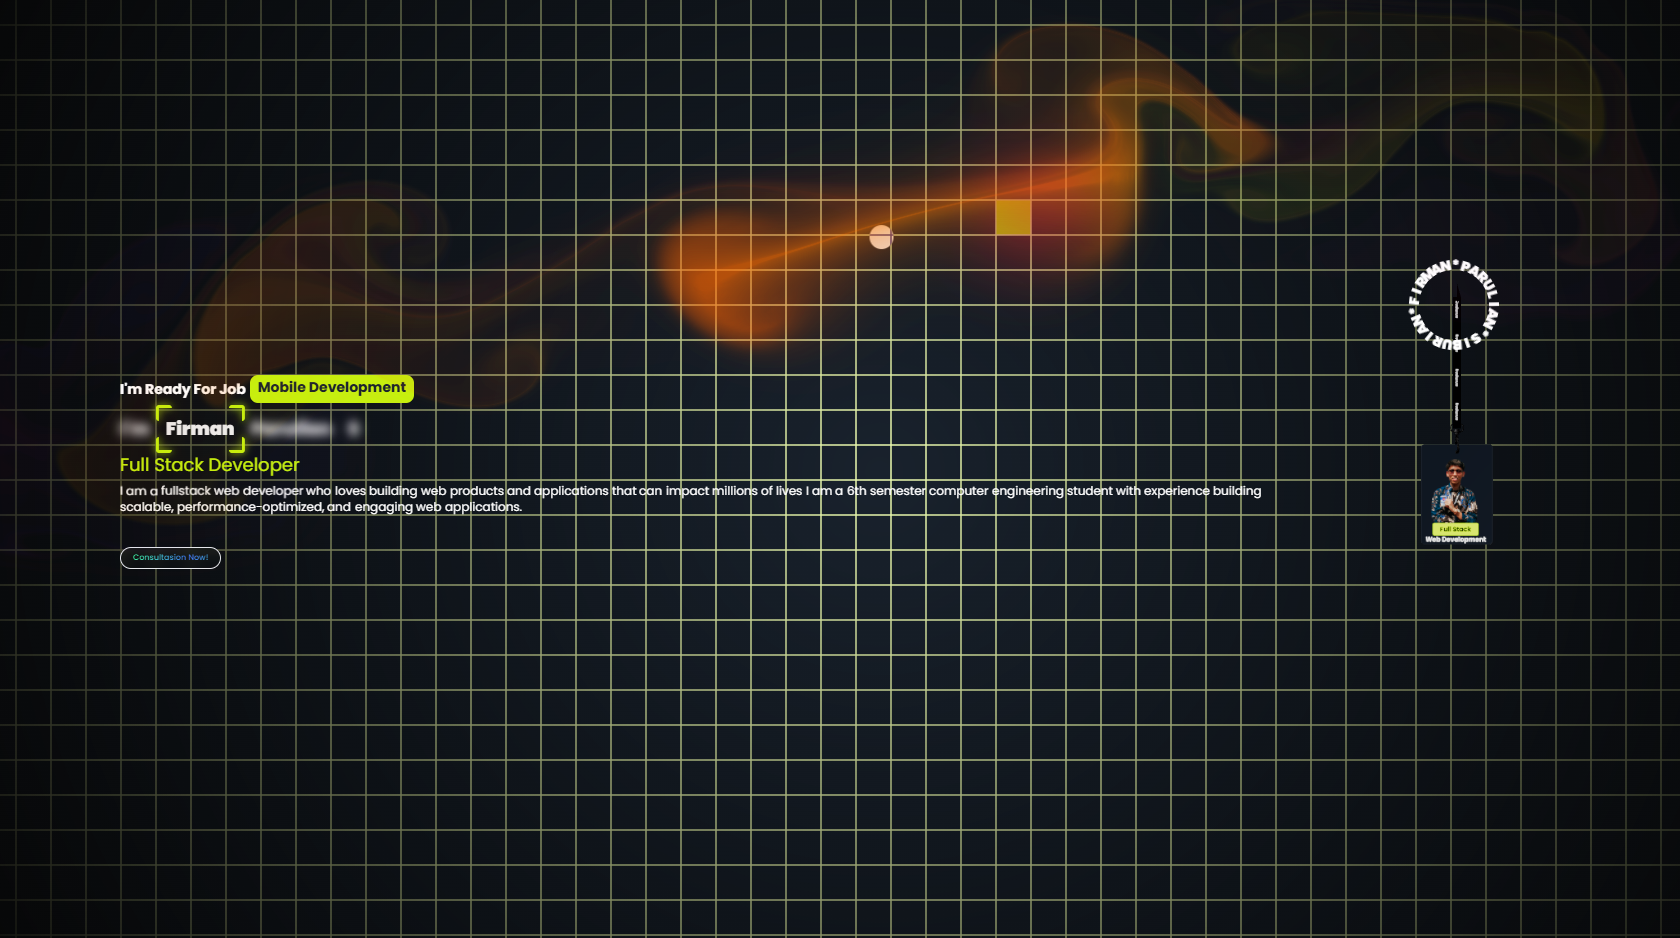 I'm Ready For Job Mobile Development
Firman
Full Stack Developer
I am a fullstack web developer who loves building web products and applications that can impact millions of lives I am a 6th semester computer engineering student with experience building
scalable, performance-optimized, and engaging web applications.
Consultasion Now!
FIRMAN * PARULIAN * SIBURIAN *
Full Stack
Web Development